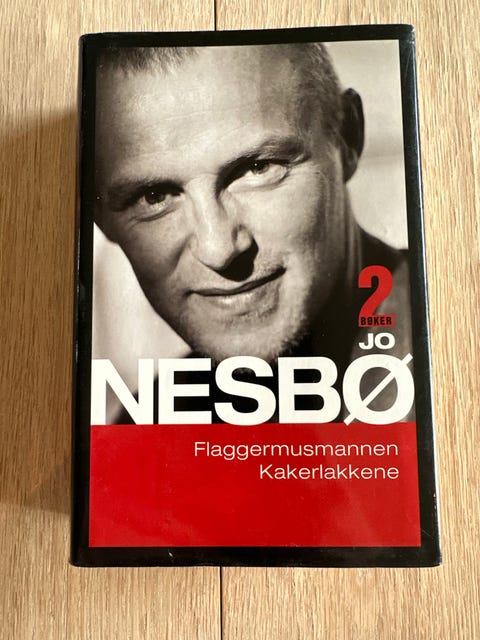 2
BØKER
JO
NESBØ
Flaggermusmannen
Kakerlakkene